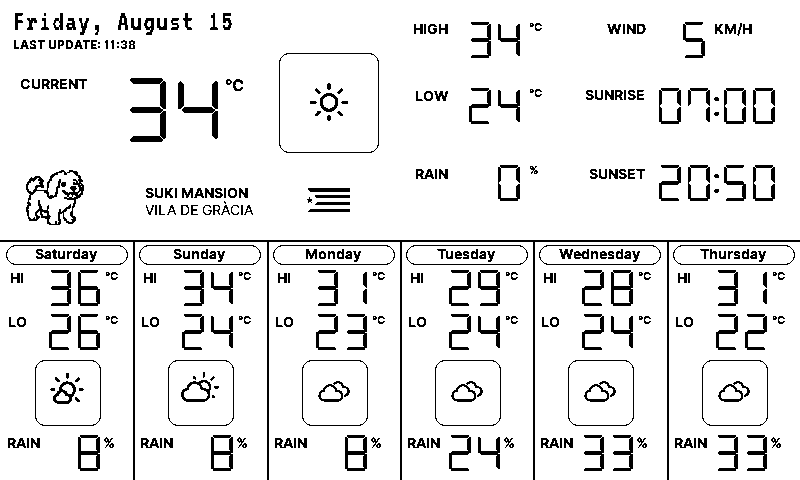 Friday, August 15
LAST UPDATE: 11:38
CURRENT 34 °C
HIGH 34 °C
WIND 5 KM/H
LOW 24 °C
SUNRISE 07:00
RAIN 0 %
SUNSET 20:50
SUKI MANSION
VILA DE GRÀCIA
Saturday
HI 36 °C
LO 26 °C
RAIN 8 %
Sunday
HI 34 °C
LO 24 °C
RAIN 8 %
Monday
HI 31 °C
LO 23 °C
RAIN 8 %
Tuesday
HI 29 °C
LO 24 °C
RAIN 24 %
Wednesday
HI 28 °C
LO 24 °C
RAIN 33 %
Thursday
HI 31 °C
LO 22 °C
RAIN 33 %